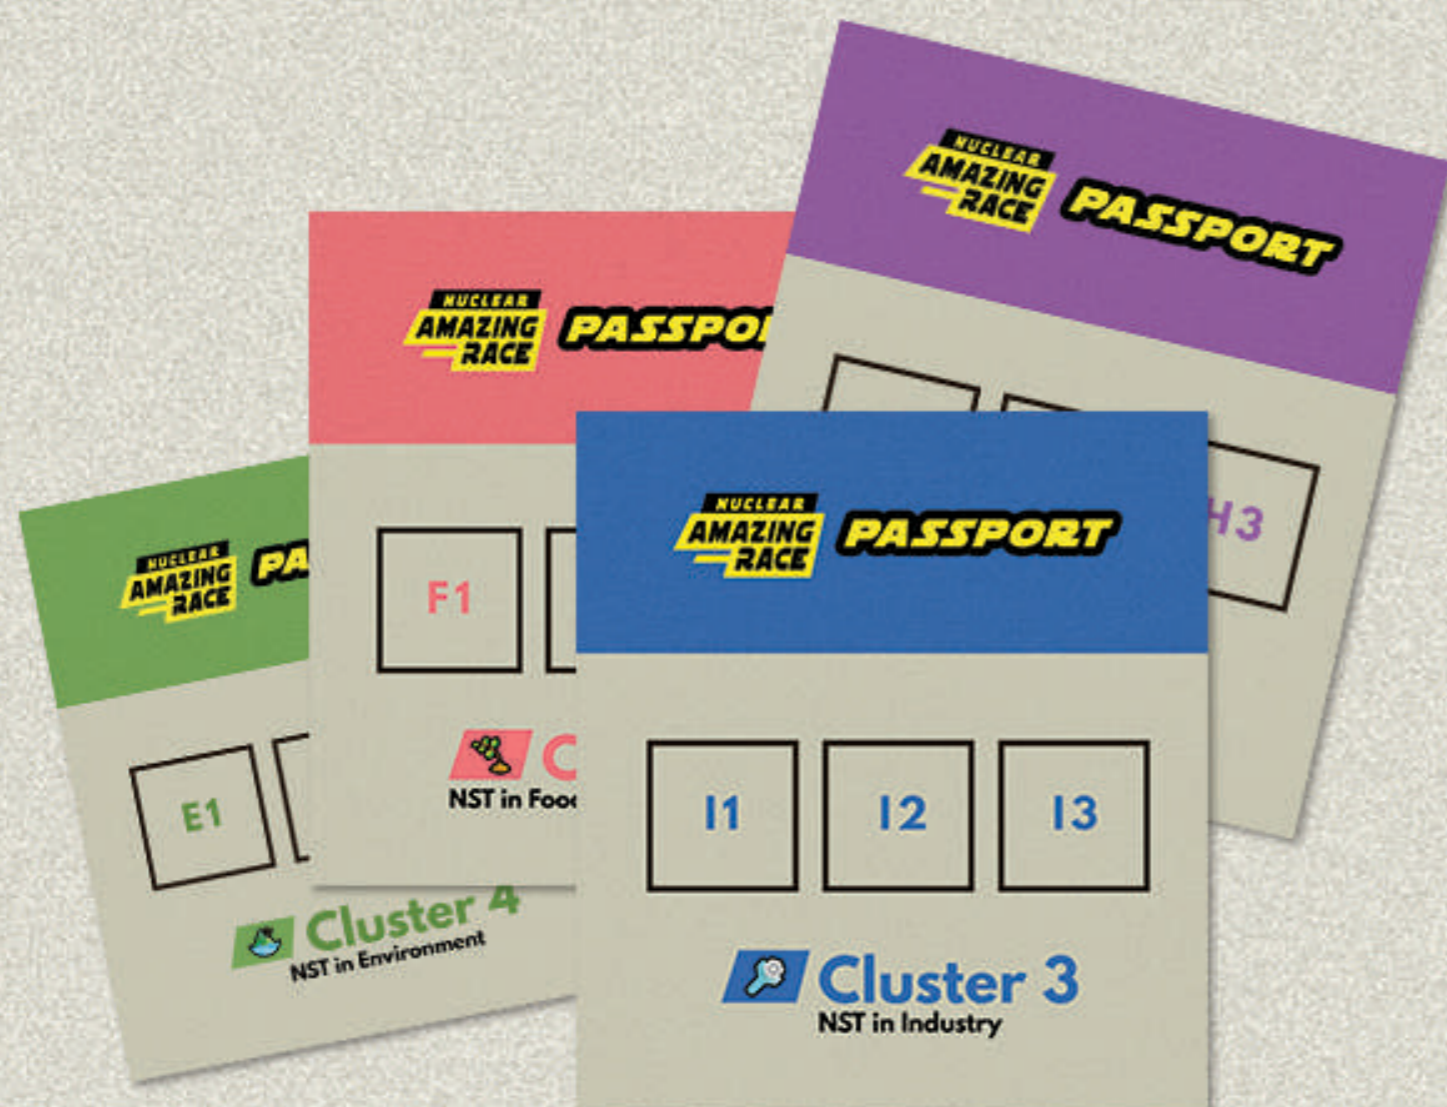 NUCLEAR
AMAZING
RACE
PASSPORT
H3
NUCLEAR
AMAZING
RACE
PASSPO
F1
C
NST in Food
NUCLEAR
AMAZING
RACE
PA
E1
Cluster 4
NST in Environment
NUCLEAR
AMAZING
RACE
PASSPORT
I1 I2 I3
Cluster 3
NST in Industry